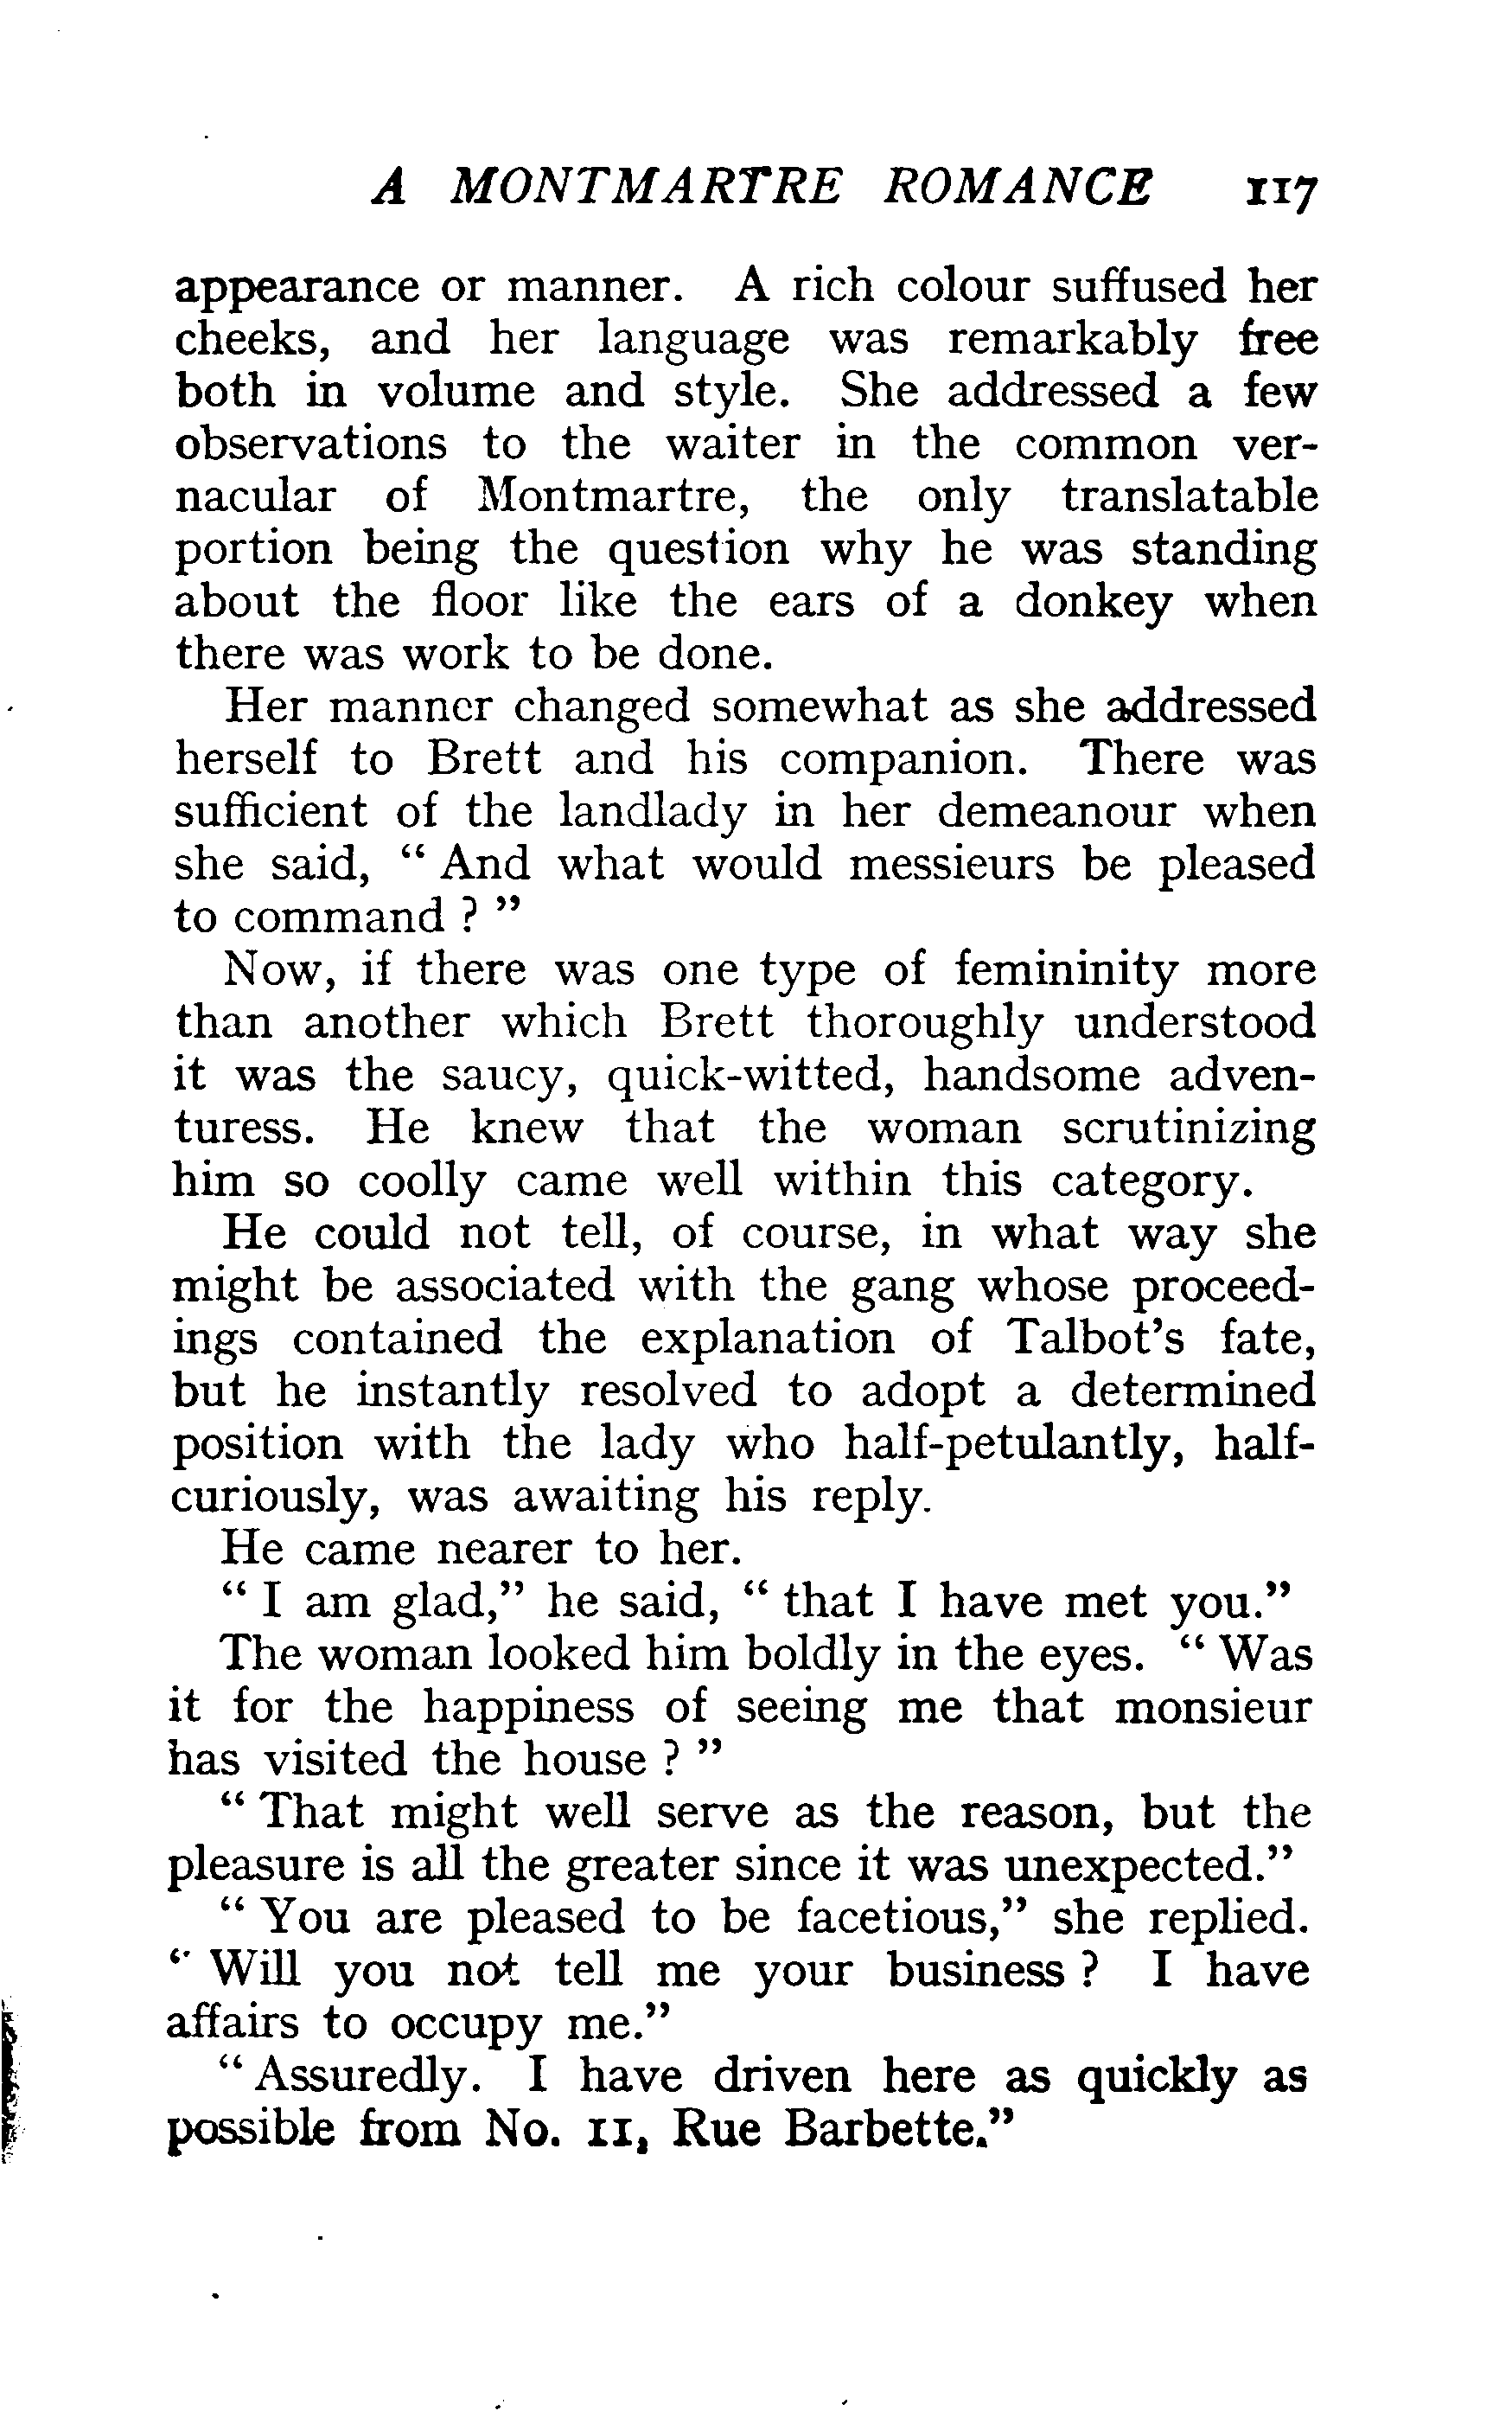 A MONTMARTRE ROMANCE 117
appearance or manner. A rich colour suffused her
cheeks, and her language was remarkably free
both in volume and style. She addressed a few
observations to the waiter in the common ver-
nacular of Montmartre, the only translatable
portion being the question why he was standing
about the floor like the ears of a donkey when
there was work to be done.
Her manner changed somewhat as she addressed
herself to Brett and his companion. There was
sufficient of the landlady in her demeanour when
she said, “ And what would messieurs be pleased
to command ? ”
Now, if there was one type of femininity more
than another which Brett thoroughly understood
it was the saucy, quick-witted, handsome adven-
turess. He knew that the woman scrutinizing
him so coolly came well within this category.
He could not tell, of course, in what way she
might be associated with the gang whose proceed-
ings contained the explanation of Talbot’s fate,
but he instantly resolved to adopt a determined
position with the lady who half-petulantly, half-
curiously, was awaiting his reply.
He came nearer to her.
“ I am glad,” he said, “ that I have met you.”
The woman looked him boldly in the eyes. “ Was
it for the happiness of seeing me that monsieur
has visited the house ? ”
“ That might well serve as the reason, but the
pleasure is all the greater since it was unexpected.”
“ You are pleased to be facetious,” she replied.
“ Will you not tell me your business ? I have
affairs to occupy me.”
“ Assuredly. I have driven here as quickly as
possible from No. 11, Rue Barbette.”